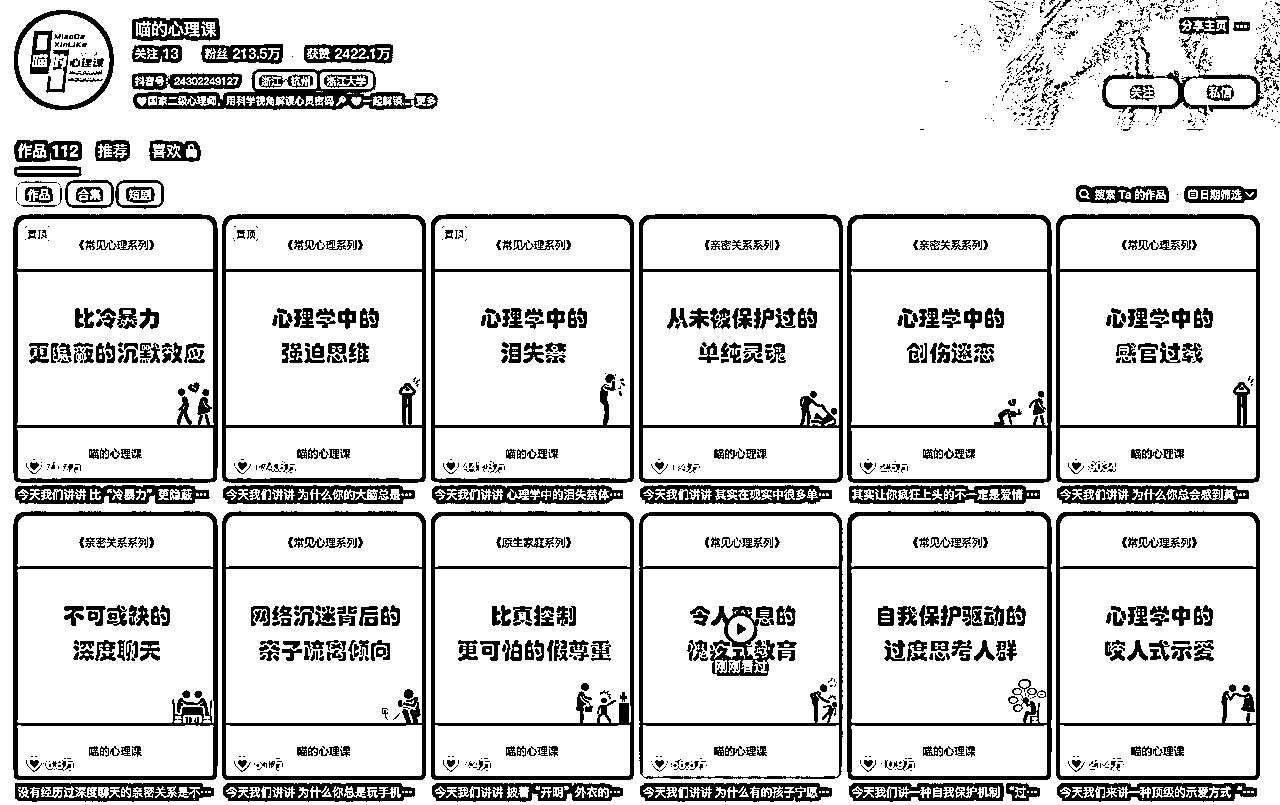 喵的心理课
MiaoDe
XinLiKe
喵的心理课
关注 13 粉丝 213.5万 获赞 2422.1万
抖音号: 24302249127 浙江·杭州 浙江大学
国家二级心理师，用科学视角解读心灵密码 一起解读... 更多
分享主页 ···
关注 私信
作品 112 推荐 喜欢
作品 合集 短剧
搜索 Ta 的作品 日期筛选
置顶 《常见心理系列》
比冷暴力
更隐蔽的沉默效应
喵的心理课
今天我们讲讲 比“冷暴力”更隐蔽···
置顶 《常见心理系列》
心理学中的
强迫思维
喵的心理课
今天我们讲讲 为什么你的大脑总是···
置顶 《常见心理系列》
心理学中的
泪失禁
喵的心理课
今天我们讲讲 心理学中的泪失禁体···
《亲密关系系列》
从未被保护过的
单纯灵魂
喵的心理课
今天我们讲讲 其实在现实中很多单···
《亲密关系系列》
心理学中的
创伤迷恋
喵的心理课
其实让你疯狂上头的不一定是爱情···
《常见心理系列》
心理学中的
感官过载
喵的心理课
今天我们讲讲 为什么你总会感到莫···
《亲密关系系列》
不可或缺的
深度聊天
喵的心理课
没有经历过深度聊天的亲密关系是不···
《常见心理系列》
网络沉迷背后的
亲子疏离倾向
喵的心理课
今天我们讲讲 为什么你总是玩手机···
《原生家庭系列》
比真控制
更可怕的假尊重
喵的心理课
今天我们讲讲 披着“开明”外衣的···
《常见心理系列》
令人窒息的
愧疚式教育
刚刚看过
喵的心理课
今天我们讲讲 为什么有的孩子宁愿···
《常见心理系列》
自我保护驱动的
过度思考人群
喵的心理课
今天我们讲一种自我保护机制“过···
《常见心理系列》
心理学中的
咬人式示爱
喵的心理课
今天我们来讲一种顶级的示爱方式“···